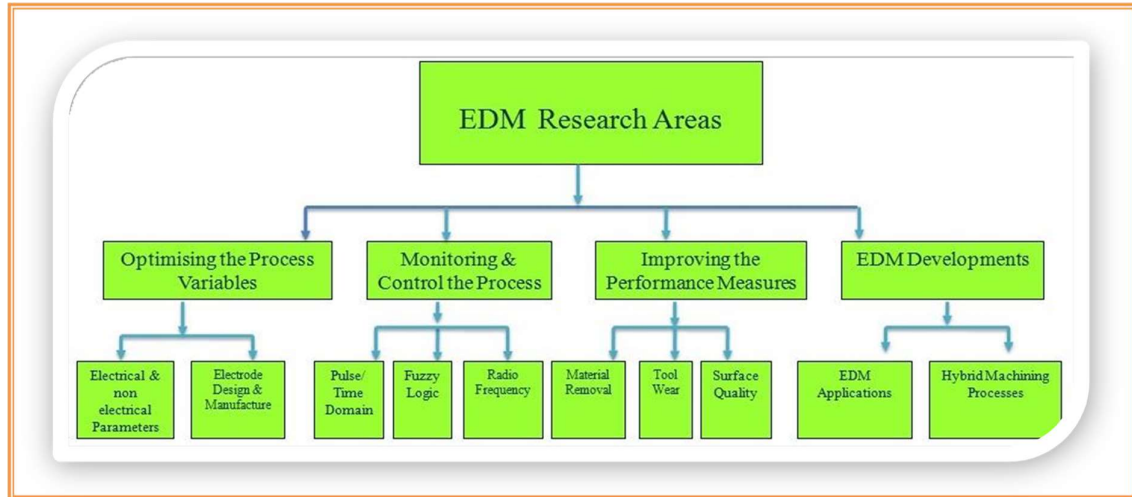 EDM Research Areas
Optimising the Process
Variables
Monitoring &
Control the Process
Improving the
Performance Measures
EDM Developments
Electrical &
non
electrical
Parameters
Electrode
Design &
Manufacture
Pulse/
Time
Domain
Fuzzy
Logic
Radio
Frequency
Material
Removal
Tool
Wear
Surface
Quality
EDM
Applications
Hybrid Machining
Processes